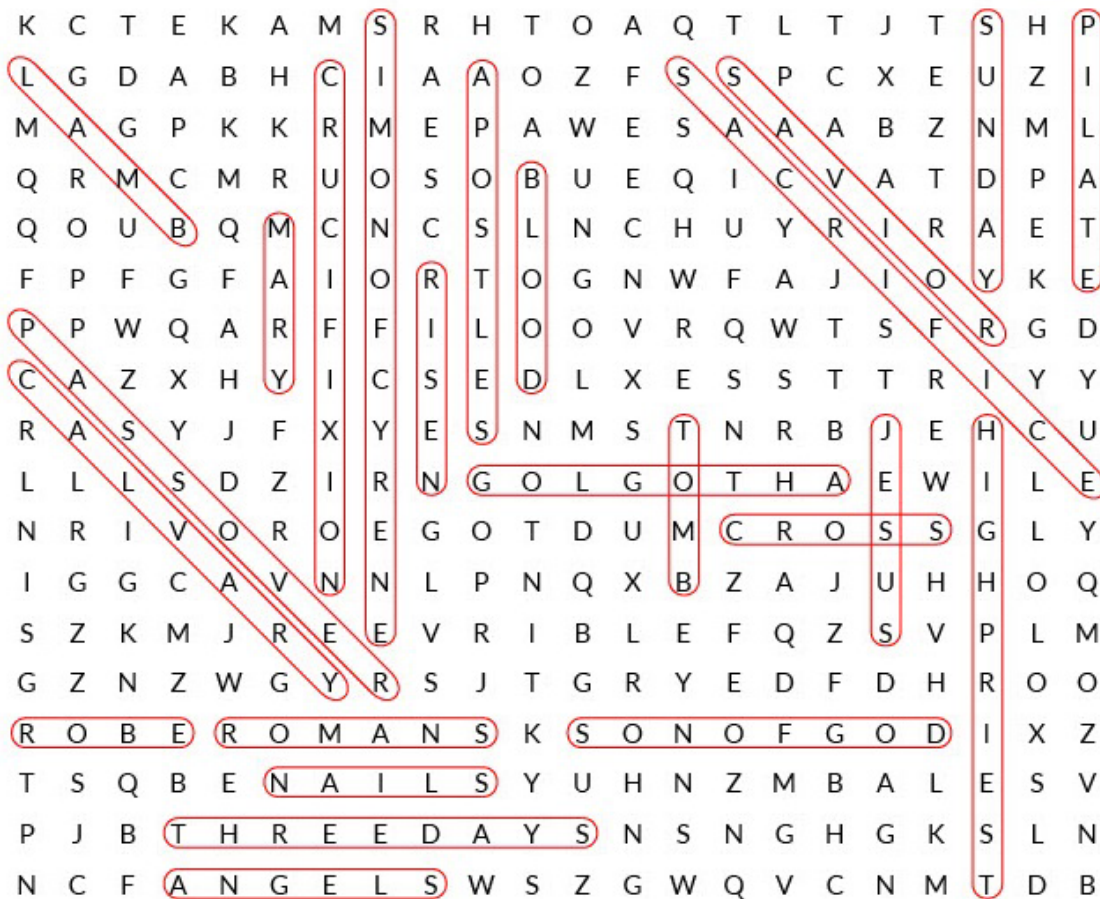 K C T E K A M S R H T O A Q T L T J T S H P
L G D A B H C I A A O Z F S S P C X E U Z I
M A G P K K R M E P A W E S A A A B Z N M L
Q R M C M R U O S O B U E Q I C V A T D P A
Q O U B Q M C N C S L N C H U Y R I R A E T
F P F G F A I O R T O G N W F A J I O Y K E
P P W Q A R F F I L O O V R Q W T S F R G D
C A Z X H Y I C S E D L X E S S T T R I Y Y
R A S Y J F X Y E S N M S T N R B J E H C U
L L L S D Z I R N G O L G O T H A E W I L E
N R I V O R O E G O T D U M C R O S S G L Y
I G G C A V N N L P N Q X B Z A J U H H O Q
S Z K M J R E E V R I B L E F Q Z S V P L M
G Z N Z W G Y R S J T G R Y E D F D H R O O
R O B E R O M A N S K S O N O F G O D I X Z
T S Q B E N A I L S Y U H N Z M B A L E S V
P J B T H R E E D A Y S N S N G H G K S L N
N C F A N G E L S W S Z G W Q V C N M T D B